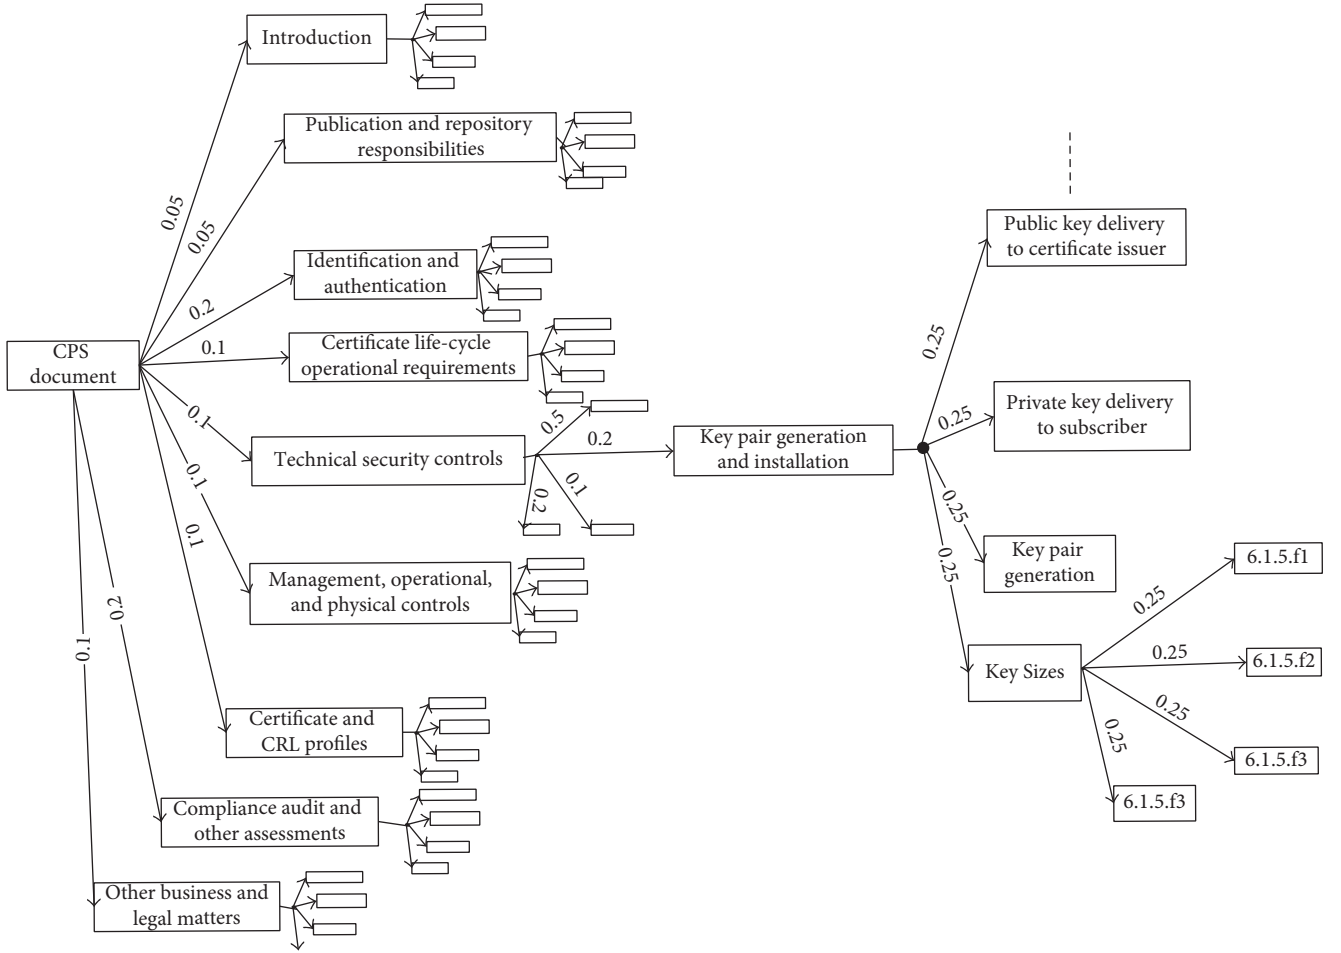 Introduction
Publication and repository
responsibilities
0.05
0.05
Identification and
authentication
0.2
CPS
document
0.1
Certificate life-cycle
operational requirements
0.1
Technical security controls
0.5
0.2
0.2
0.1
Key pair generation
and installation
0.1
Management, operational,
and physical controls
0.1
0.2
0.1
Certificate and
CRL profiles
Compliance audit and
other assessments
Other business and
legal matters
Public key delivery
to certificate issuer
0.25
Private key delivery
to subscriber
0.25
0.25
Key pair
generation
0.25
Key Sizes
0.25
6.1.5.f1
0.25
6.1.5.f2
0.25
6.1.5.f3
0.25
6.1.5.f3